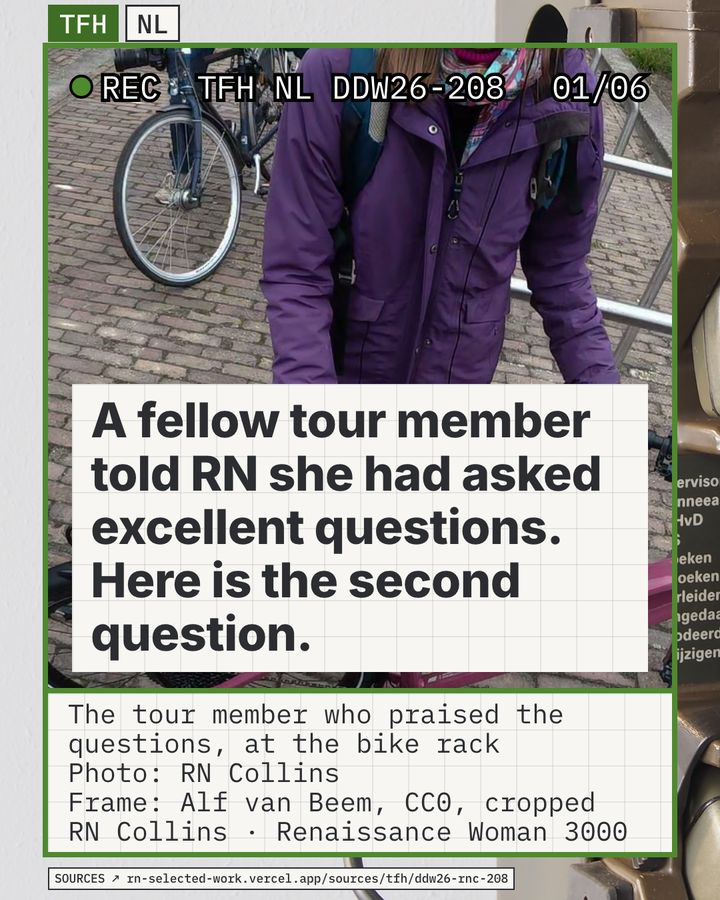 TFH NL
REC TFH NL DDW26-208 01/06
A fellow tour member
told RN she had asked
excellent questions.
Here is the second
question.
The tour member who praised the
questions, at the bike rack
Photo: RN Collins
Frame: Alf van Beem, CC0, cropped
RN Collins · Renaissance Woman 3000
SOURCES ↗ rn-selected-work.vercel.app/sources/tfh/ddw26-rnc-208